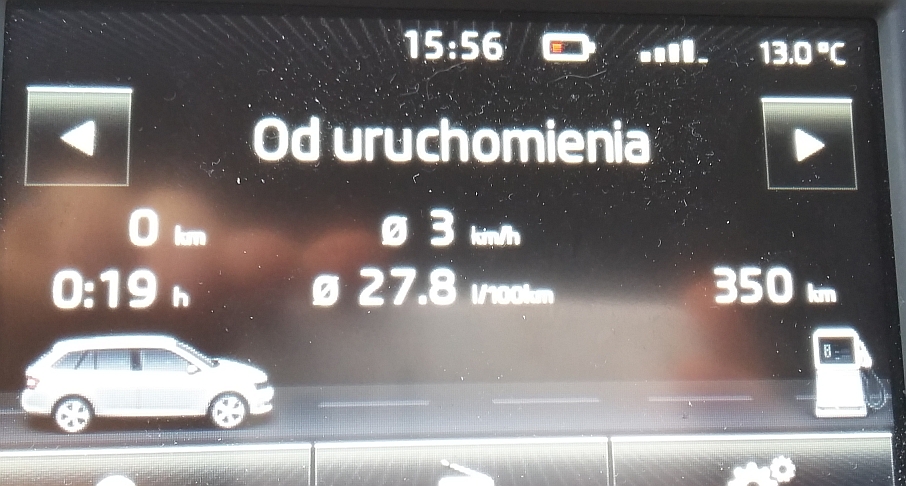 15:56 13.0 °C
Od uruchomienia
0 km ø 3 km/h
0:19 h ø 27.8 l/100km 350 km